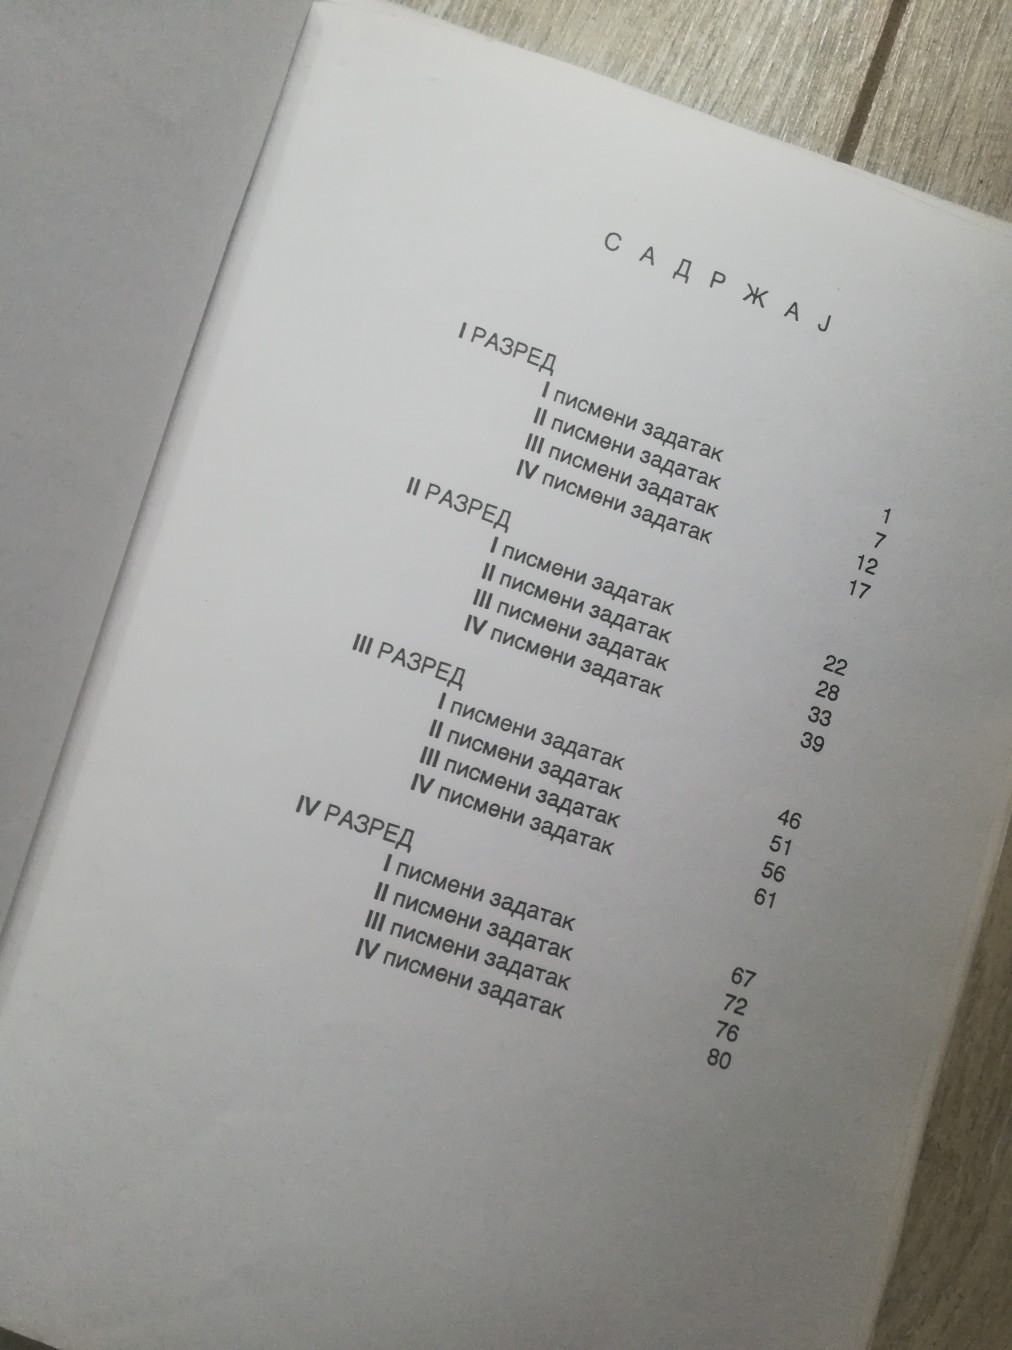 САДРЖАЈ
I РАЗРЕД
I писмени задатак 1
II писмени задатак 7
III писмени задатак 12
IV писмени задатак 17
II РАЗРЕД
I писмени задатак 22
II писмени задатак 28
III писмени задатак 33
IV писмени задатак 39
III РАЗРЕД
I писмени задатак 46
II писмени задатак 51
III писмени задатак 56
IV писмени задатак 61
IV РАЗРЕД
I писмени задатак 67
II писмени задатак 72
III писмени задатак 76
IV писмени задатак 80